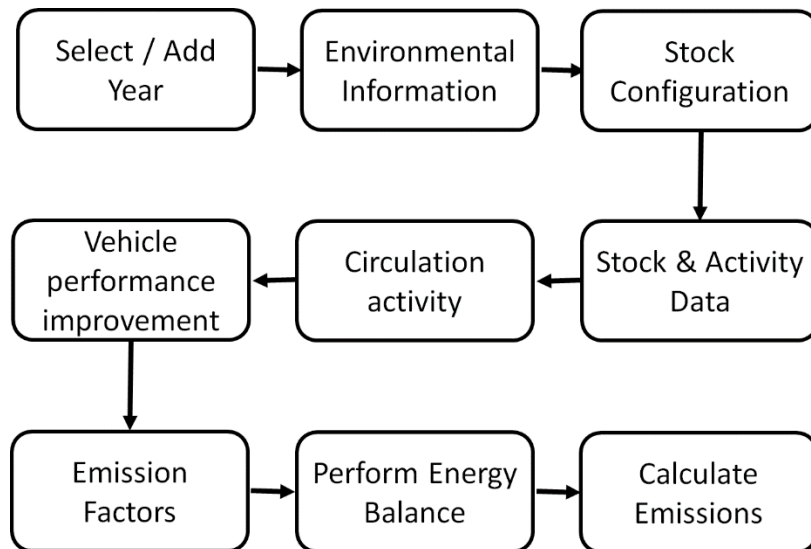 Select / Add
Year
Environmental
Information
Stock
Configuration
Stock & Activity
Data
Circulation
activity
Vehicle
performance
improvement
Emission
Factors
Perform Energy
Balance
Calculate
Emissions